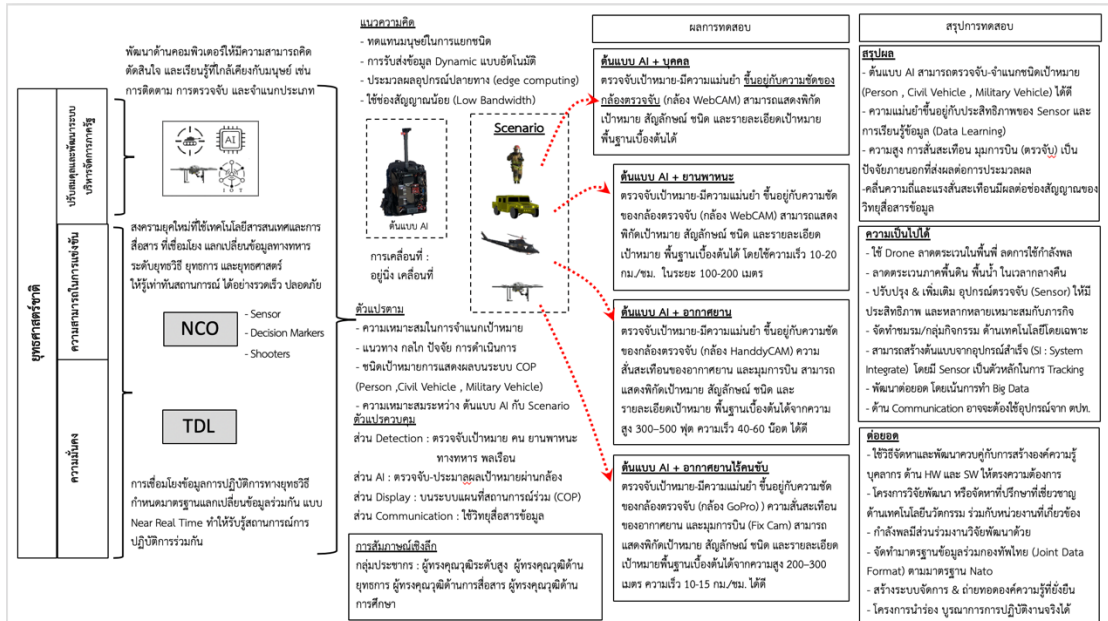 ยุทธศาสตร์ชาติ
ปรับสมดุลและพัฒนาระบบ
บริหารจัดการภาครัฐ
ความสามารถในการแข่งขัน
ความมั่นคง
พัฒนาด้านคอมพิวเตอร์ให้มีความสามารถคิด
ตัดสินใจ และเรียนรู้ที่ใกล้เคียงกับมนุษย์ เช่น
การติดตาม การตรวจจับ และจำแนกประเภท
AI
IOT
สงครามยุคใหม่ที่ใช้เทคโนโลยีสารสนเทศและการ
สื่อสาร ที่เชื่อมโยง แลกเปลี่ยนข้อมูลทางทหาร
ระดับยุทธวิธี ยุทธการ และยุทธศาสตร์
ให้รู้เท่าทันสถานการณ์ ได้อย่างรวดเร็ว ปลอดภัย
NCO
- Sensor
- Decision Markers
- Shooters
TDL
การเชื่อมโยงข้อมูลการปฏิบัติการทางยุทธวิธี
กำหนดมาตรฐานแลกเปลี่ยนข้อมูลร่วมกัน แบบ
Near Real Time ทำให้รับรู้สถานการณ์การ
ปฏิบัติการร่วมกัน
แนวความคิด
- ทดแทนมนุษย์ในการแยกชนิด
- การรับส่งข้อมูล Dynamic แบบอัตโนมัติ
- ประมวลผลอุปกรณ์ปลายทาง (edge computing)
- ใช้ช่องสัญญาณน้อย (Low Bandwidth)
ต้นแบบ AI
การเคลื่อนที่ :
อยู่นิ่ง เคลื่อนที่
Scenario
ตัวแปรตาม
- ความเหมาะสมในการจำแนกเป้าหมาย
- แนวทาง กลไก ปัจจัย การดำเนินการ
- ชนิดเป้าหมายการแสดงผลบนระบบ COP
(Person ,Civil Vehicle , Military Vehicle)
- ความเหมาะสมระหว่าง ต้นแบบ AI กับ Scenario
ตัวแปรควบคุม
ส่วน Detection : ตรวจจับเป้าหมาย คน ยานพาหนะ
ทางทหาร พลเรือน
ส่วน AI : ตรวจจับ-ประมาลผลเป้าหมายผ่านกล้อง
ส่วน Display : บนระบบแผนที่สถานการณ์ร่วม (COP)
ส่วน Communication : ใช้วิทยุสื่อสารข้อมูล
การสัมภาษณ์เชิงลึก
กลุ่มประชากร : ผู้ทรงคุณวุฒิระดับสูง ผู้ทรงคุณวุฒิด้าน
ยุทธการ ผู้ทรงคุณวุฒิด้านการสื่อสาร ผู้ทรงคุณวุฒิด้าน
การศึกษา
ผลการทดสอบ
ต้นแบบ AI + บุคคล
ตรวจจับเป้าหมาย-มีความแม่นยำ ขึ้นอยู่กับความชัดของ
กล้องตรวจจับ (กล้อง WebCAM) สามารถแสดงพิกัด
เป้าหมาย สัญลักษณ์ ชนิด และรายละเอียดเป้าหมาย
พื้นฐานเบื้องต้นได้
ต้นแบบ AI + ยานพาหนะ
ตรวจจับเป้าหมาย-มีความแม่นยำ ขึ้นอยู่กับความชัด
ของกล้องตรวจจับ (กล้อง WebCAM) สามารถแสดง
พิกัดเป้าหมาย สัญลักษณ์ ชนิด และรายละเอียด
เป้าหมาย พื้นฐานเบื้องต้นได้ โดยใช้ความเร็ว 10-20
กม./ชม. ในระยะ 100-200 เมตร
ต้นแบบ AI + อากาศยาน
ตรวจจับเป้าหมาย-มีความแม่นยำ ขึ้นอยู่กับความชัด
ของกล้องตรวจจับ (กล้อง HanddyCAM) ความ
สั่นสะเทือนของอากาศยาน และมุมการบิน สามารถ
แสดงพิกัดเป้าหมาย สัญลักษณ์ ชนิด และ
รายละเอียดเป้าหมาย พื้นฐานเบื้องต้นได้จากความ
สูง 300–500 ฟุต ความเร็ว 40-60 น๊อต ได้ดี
ต้นแบบ AI + อากาศยานไร้คนขับ
ตรวจจับเป้าหมาย-มีความแม่นยำ ขึ้นอยู่กับความชัด
ของกล้องตรวจจับ (กล้อง GoPro) ) ความสั่นสะเทือน
ของอากาศยาน และมุมการบิน (Fix Cam) สามารถ
แสดงพิกัดเป้าหมาย สัญลักษณ์ ชนิด และรายละเอียด
เป้าหมายพื้นฐานเบื้องต้นได้จากความสูง 200–300
เมตร ความเร็ว 10-15 กม./ชม. ได้ดี
สรุปการทดสอบ
สรุปผล
- ต้นแบบ AI สามารถตรวจจับ-จำแนกชนิดเป้าหมาย
(Person , Civil Vehicle , Military Vehicle) ได้ดี
- ความแม่นยำขึ้นอยู่กับประสิทธิภาพของ Sensor และ
การเรียนรู้ข้อมูล (Data Learning)
- ความสูง การสั่นสะเทือน มุมการบิน (ตรวจับ) เป็น
ปัจจัยภายนอกที่ส่งผลต่อการประมวลผล
-คลื่นความถี่และแรงสั่นสะเทือนมีผลต่อช่องสัญญาณของ
วิทยุสื่อสารข้อมูล
ความเป็นไปได้
- ใช้ Drone ลาดตระเวนในพื้นที่ ลดการใช้กำลังพล
- ลาดตระเวนภาคพื้นดิน พื้นน้ำ ในเวลากลางคืน
- ปรับปรุง & เพิ่มเติม อุปกรณ์ตรวจจับ (Sensor) ให้มี
ประสิทธิภาพ และหลากหลายเหมาะสมกับภารกิจ
- จัดทำชมรม/กลุ่มกิจกรรม ด้านเทคโนโลยีโดยเฉพาะ
- สามารถสร้างต้นแบบจากอุปกรณ์สำเร็จ (SI : System
Integrate) โดยมี Sensor เป็นตัวหลักในการ Tracking
- พัฒนาต่อยอด โดยเน้นการทำ Big Data
- ด้าน Communication อาจจะต้องใช้อุปกรณ์จาก ตปท.
ต่อยอด
- ใช้วิธีจัดหาและพัฒนาควบคู่กับการสร้างองค์ความรู้
บุคลากร ด้าน HW และ SW ให้ตรงความต้องการ
- โครงการวิจัยพัฒนา หรือจัดหาที่ปรึกษาที่เชี่ยวชาญ
ด้านเทคโนโลยีนวัตกรรม ร่วมกับหน่วยงานที่เกี่ยวข้อง
- กำลังพลมีส่วนร่วมงานวิจัยพัฒนาด้วย
- จัดทำมาตรฐานข้อมูลร่วมกองทัพไทย (Joint Data
Format) ตามมาตรฐาน Nato
- สร้างระบบจัดการ & ถ่ายทอดองค์ความรู้ที่ยั่งยืน
- โครงการนำร่อง บูรณาการการปฏิบัติงานจริงได้